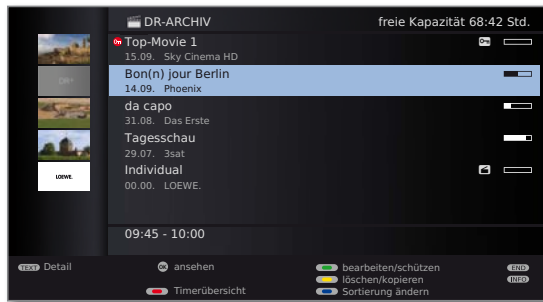 DR-ARCHIV freie Kapazität 68:42 Std.
Top-Movie 1
15.09. Sky Cinema HD
Bon(n) jour Berlin
14.09. Phoenix
da capo
31.08. Das Erste
Tagesschau
29.07. 3sat
Individual
00.00. LOEWE.
LOEWE.
09:45 - 10:00
TEXT Detail
OK ansehen
bearbeiten/schützen
END
löschen/kopieren
INFO
Timerübersicht
Sortierung ändern